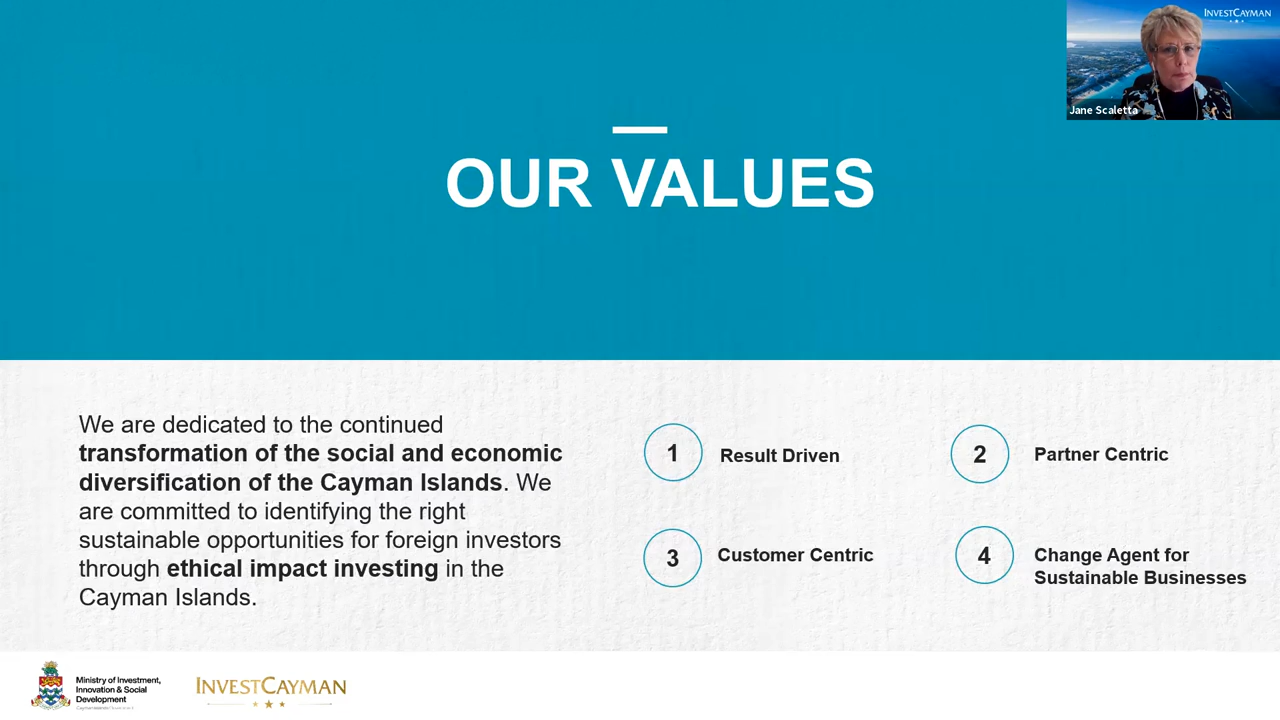 INVESTCAYMAN
Jane Scaletta
OUR VALUES
We are dedicated to the continued
transformation of the social and economic
diversification of the Cayman Islands. We
are committed to identifying the right
sustainable opportunities for foreign investors
through ethical impact investing in the
Cayman Islands.
1 Result Driven
2 Partner Centric
3 Customer Centric
4 Change Agent for
Sustainable Businesses
Ministry of Investment,
Innovation & Social
Development
INVESTCAYMAN